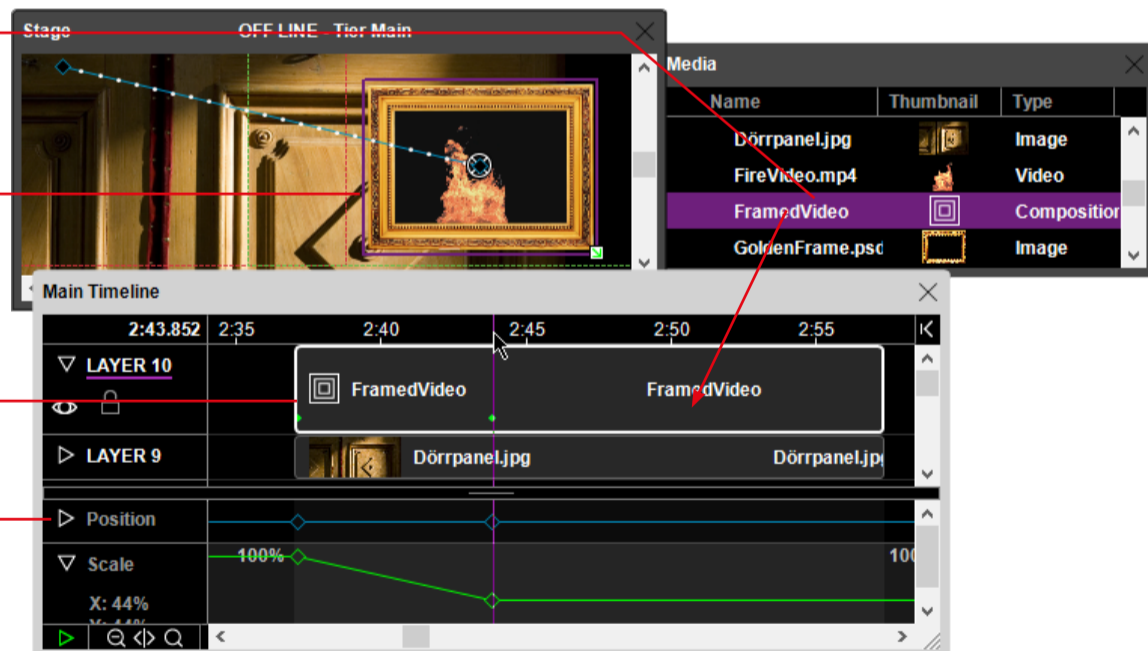 Stage OFF LINE - Tier Main
Media
Name Thumbnail Type
Dörrpanel.jpg Image
FireVideo.mp4 Video
FramedVideo Composition
GoldenFrame.psd Image
Main Timeline
2:43.852 2:35 2:40 2:45 2:50 2:55
LAYER 10
FramedVideo FramedVideo
LAYER 9 Dörrpanel.jpg Dörrpanel.jpg
Position
Scale 100% 100
X: 44%
Y: 44%